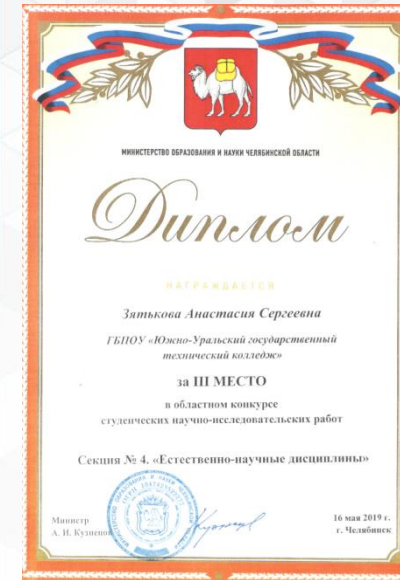 МИНИСТЕРСТВО ОБРАЗОВАНИЯ И НАУКИ ЧЕЛЯБИНСКОЙ ОБЛАСТИ
Диплом
НАГРАЖДАЕТСЯ
Зятькова Анастасия Сергеевна
ГБПОУ «Южно-Уральский государственный
технический колледж»
за III МЕСТО
в областном конкурсе
студенческих научно-исследовательских работ
Секция № 4. «Естественно-научные дисциплины»
Министр
А. И. Кузнецов
16 мая 2019 г.
г. Челябинск